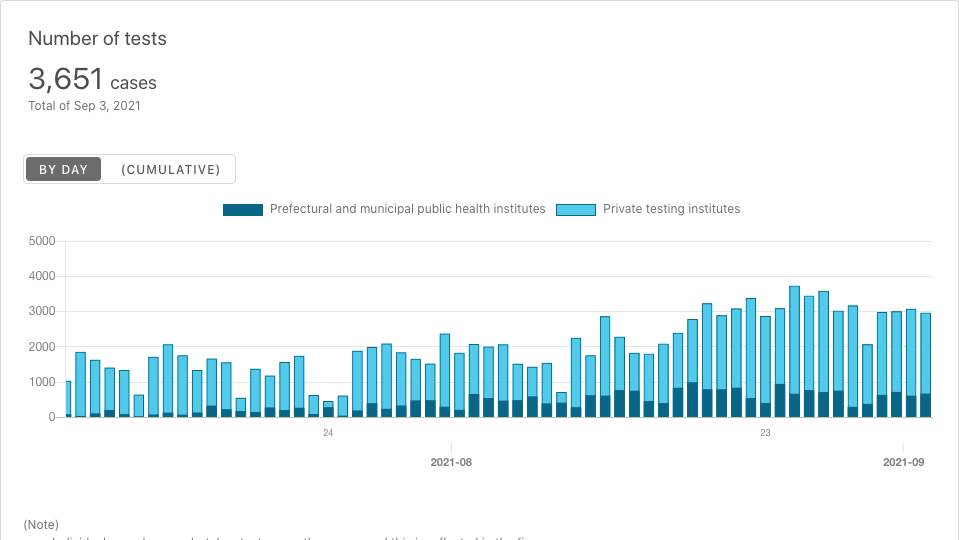 Number of tests
3,651 cases
Total of Sep 3, 2021
BY DAY (CUMULATIVE)
Prefectural and municipal public health institutes Private testing institutes
5000
4000
3000
2000
1000
0
24 23
2021-08 2021-09
(Note)